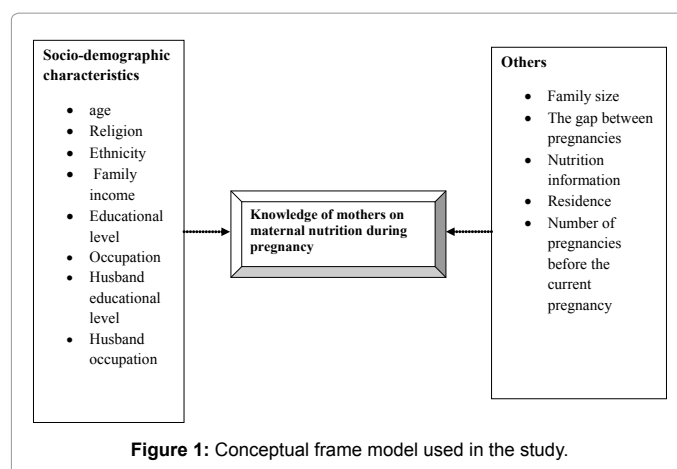 Socio-demographic
characteristics
• age
• Religion
• Ethnicity
• Family
income
• Educational
level
• Occupation
• Husband
educational
level
• Husband
occupation
Knowledge of mothers on
maternal nutrition during
pregnancy
Others
• Family size
• The gap between
pregnancies
• Nutrition
information
• Residence
• Number of
pregnancies
before the
current
pregnancy
Figure 1: Conceptual frame model used in the study.